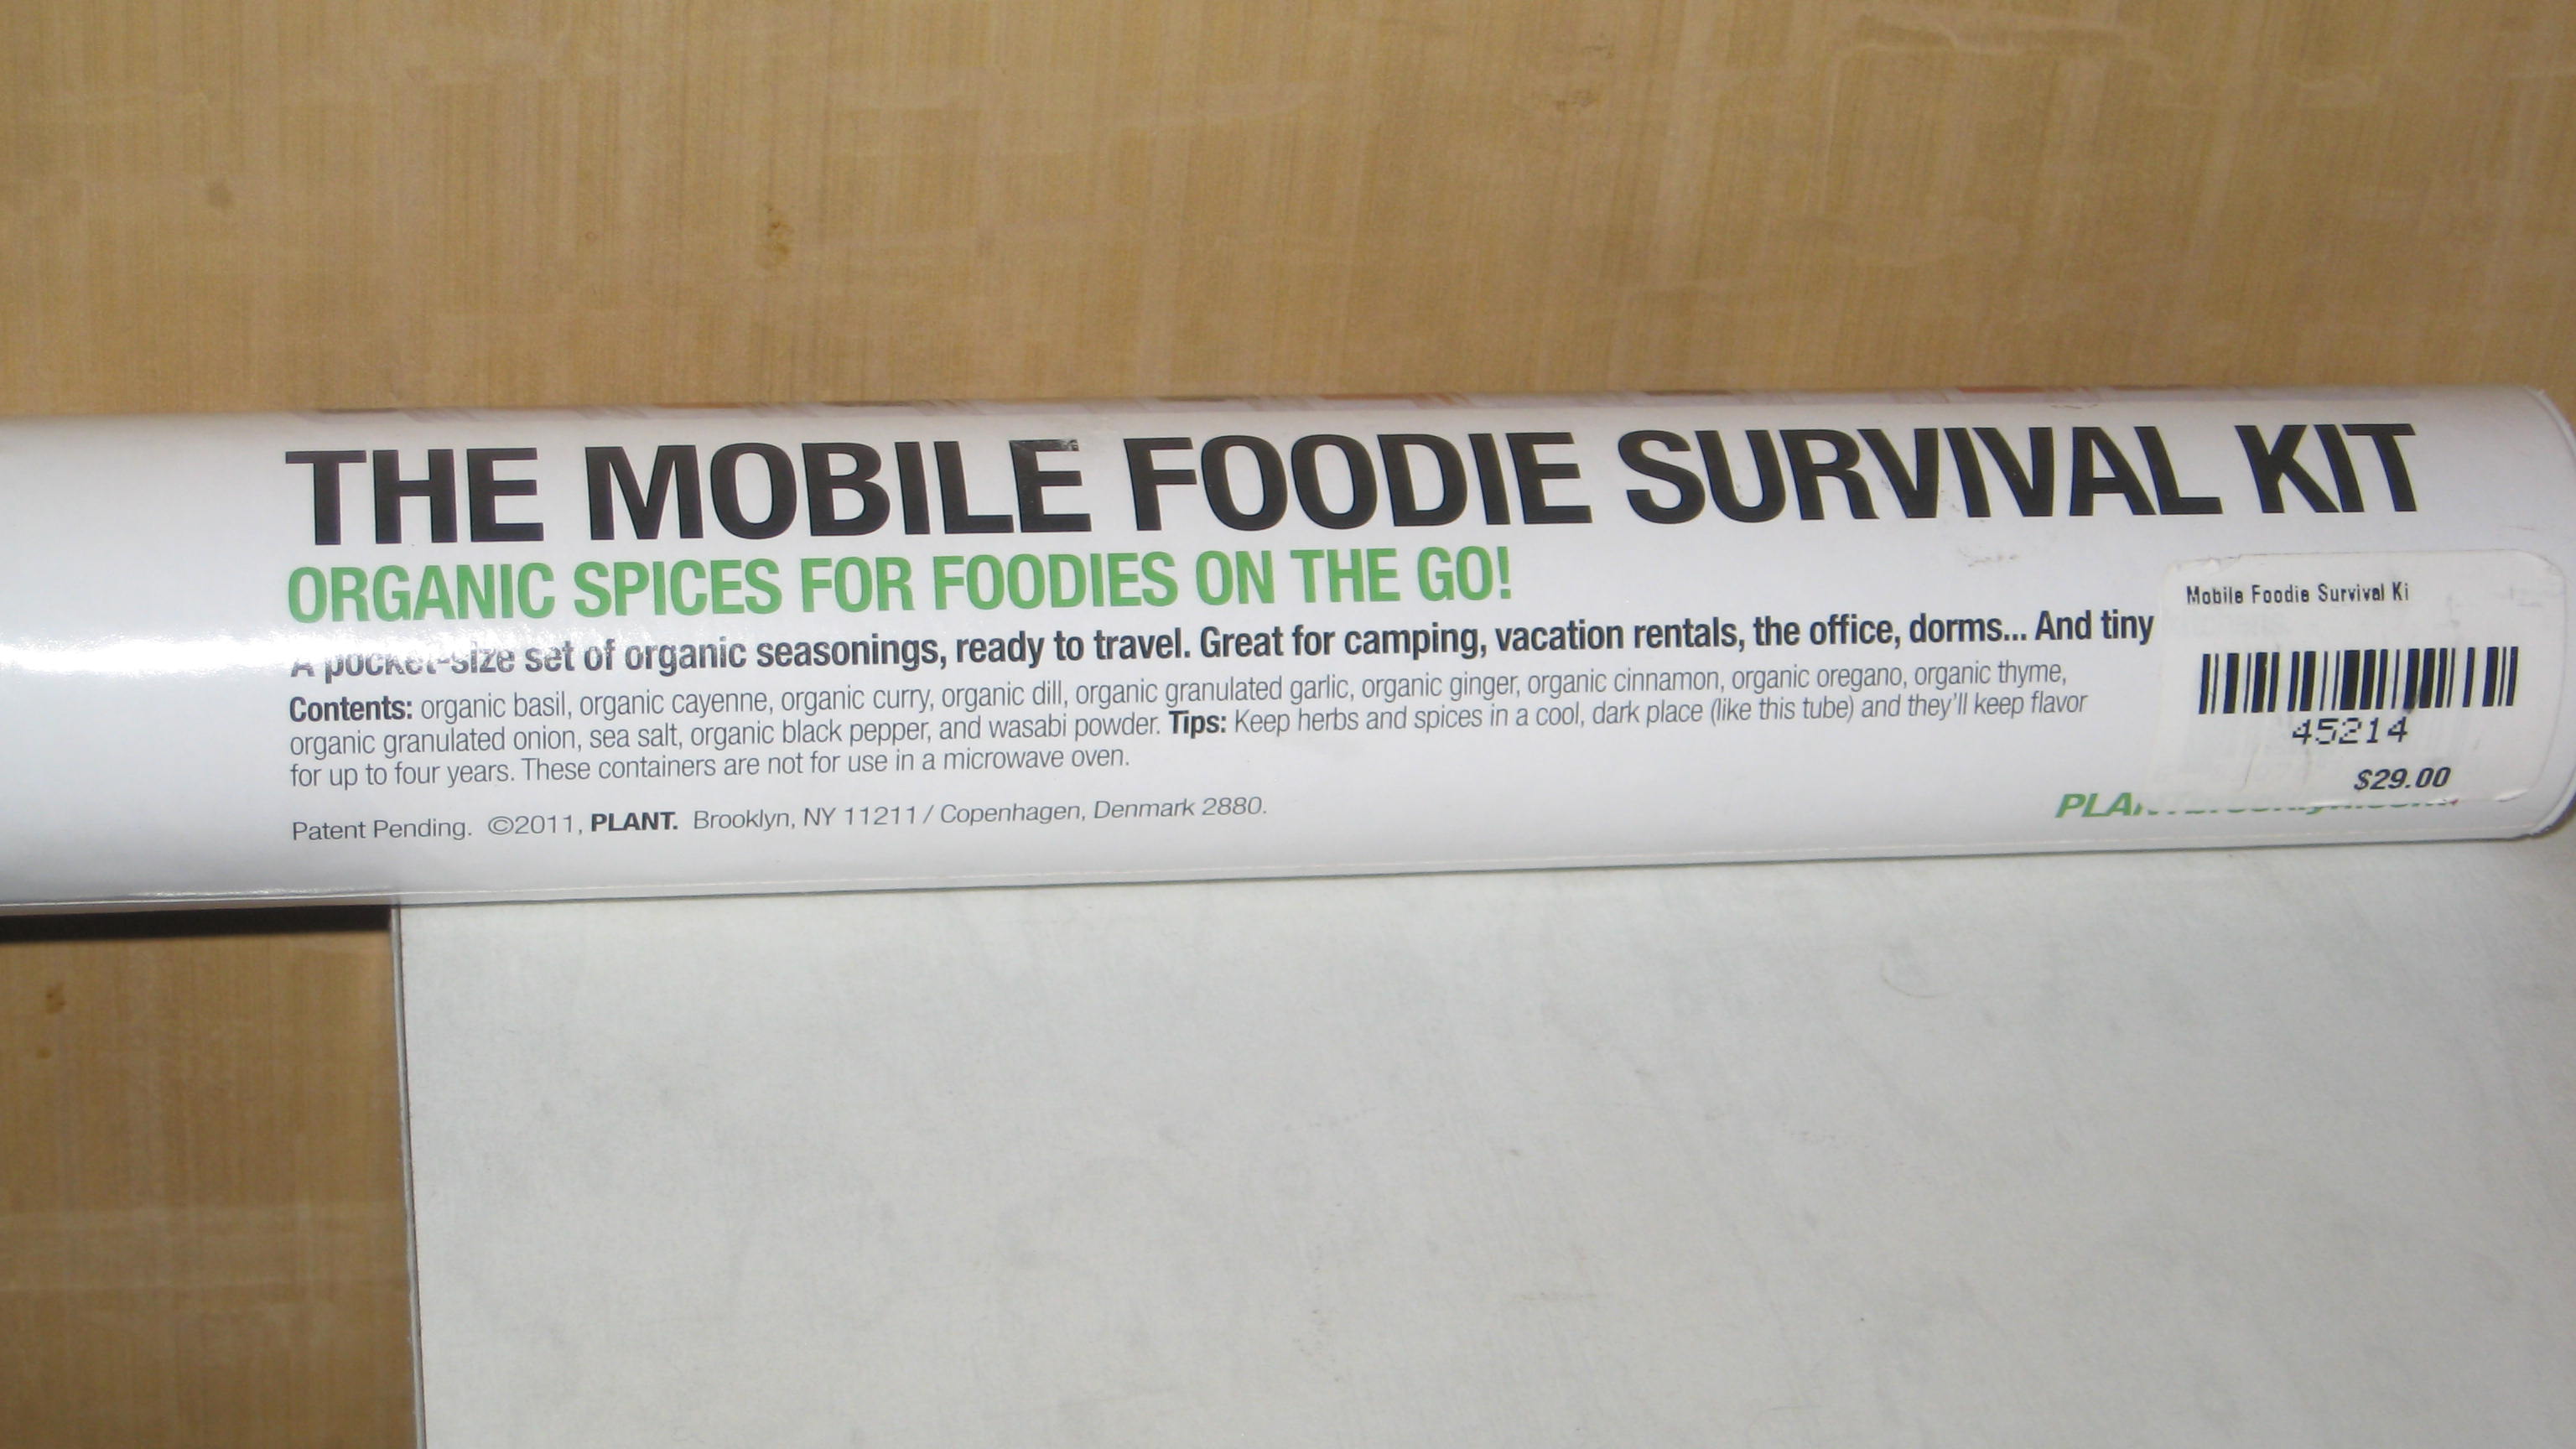 THE MOBILE FOODIE SURVIVAL KIT
ORGANIC SPICES FOR FOODIES ON THE GO!
A pocket-size set of organic seasonings, ready to travel. Great for camping, vacation rentals, the office, dorms... And tiny
Contents: organic basil, organic cayenne, organic curry, organic dill, organic granulated garlic, organic ginger, organic cinnamon, organic oregano, organic thyme,
organic granulated onion, sea salt, organic black pepper, and wasabi powder. Tips: Keep herbs and spices in a cool, dark place (like this tube) and they'll keep flavor
for up to four years. These containers are not for use in a microwave oven.
Patent Pending. ©2011, PLANT. Brooklyn, NY 11211 / Copenhagen, Denmark 2880.
Mobile Foodie Survival Ki
45214
$29.00